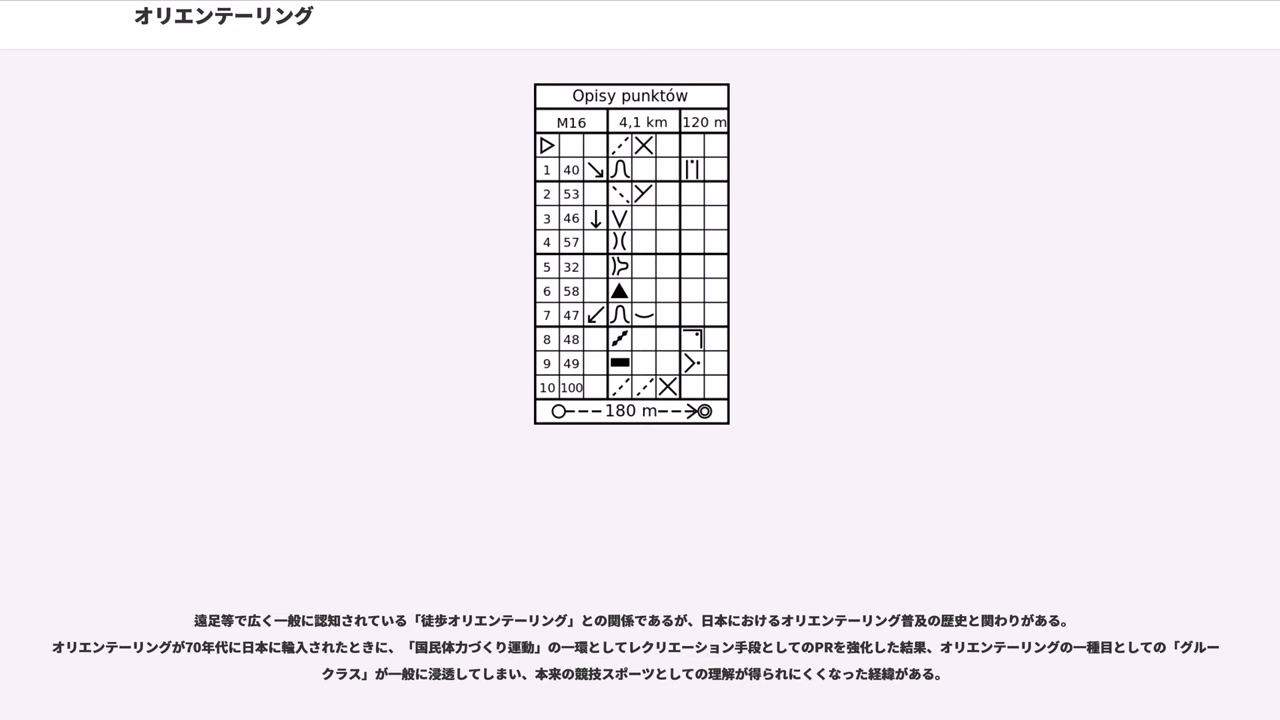 オリエンテーリング
Opisy punktów
M16 4,1 km 120 m
1 40
2 53
3 46
4 57
5 32
6 58
7 47
8 48
9 49
10 100
180 m
遠足等で広く一般に認知されている「徒歩オリエンテーリング」との関係であるが、日本におけるオリエンテーリング普及の歴史と関わりがある。
オリエンテーリングが70年代に日本に輸入されたときに、「国民体力づくり運動」の一環としてレクリエーション手段としてのPRを強化した結果、オリエンテーリングの一種目としての「グルー
クラス」が一般に浸透してしまい、本来の競技スポーツとしての理解が得られにくくなった経緯がある。